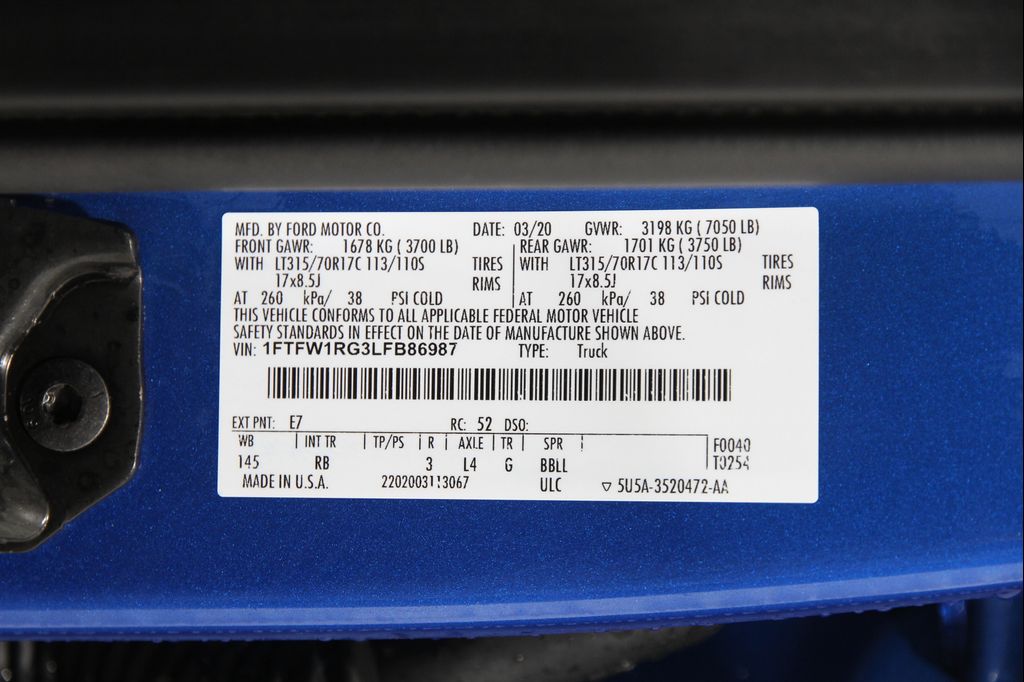 MFD. BY FORD MOTOR CO. DATE: 03/20 GVWR: 3198 KG ( 7050 LB)
FRONT GAWR: 1678 KG ( 3700 LB) REAR GAWR: 1701 KG ( 3750 LB)
WITH LT315/70R17C 113/110S TIRES WITH LT315/70R17C 113/110S TIRES
17x8.5J RIMS 17x8.5J RIMS
AT 260 kPa/ 38 PSI COLD AT 260 kPa/ 38 PSI COLD
THIS VEHICLE CONFORMS TO ALL APPLICABLE FEDERAL MOTOR VEHICLE
SAFETY STANDARDS IN EFFECT ON THE DATE OF MANUFACTURE SHOWN ABOVE.
VIN: 1FTFW1RG3LFB86987 TYPE: Truck
EXT PNT: E7 RC: 52 DSO:
WB INT TR TP/PS R AXLE TR SPR F0040
145 RB 3 L4 G BBLL T0254
MADE IN U.S.A. 2202003113067 ULC ▽ 5U5A-3520472-AA